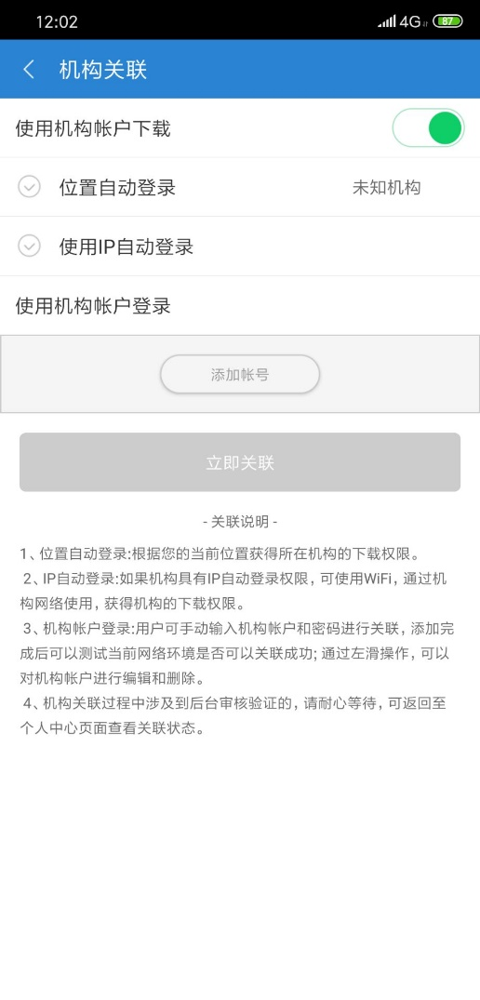 12:02 4G 87
机构关联
使用机构帐户下载
位置自动登录 未知机构
使用IP自动登录
使用机构帐户登录
添加帐号
立即关联
- 关联说明 -
1、位置自动登录:根据您的当前位置获得所在机构的下载权限。
2、IP自动登录:如果机构具有IP自动登录权限，可使用WiFi，通过机
构网络使用，获得机构的下载权限。
3、机构帐户登录:用户可手动输入机构帐户和密码进行关联，添加完
成后可以测试当前网络环境是否可以关联成功; 通过左滑操作，可以
对机构帐户进行编辑和删除。
4、机构关联过程中涉及到后台审核验证的，请耐心等待，可返回至
个人中心页面查看关联状态。